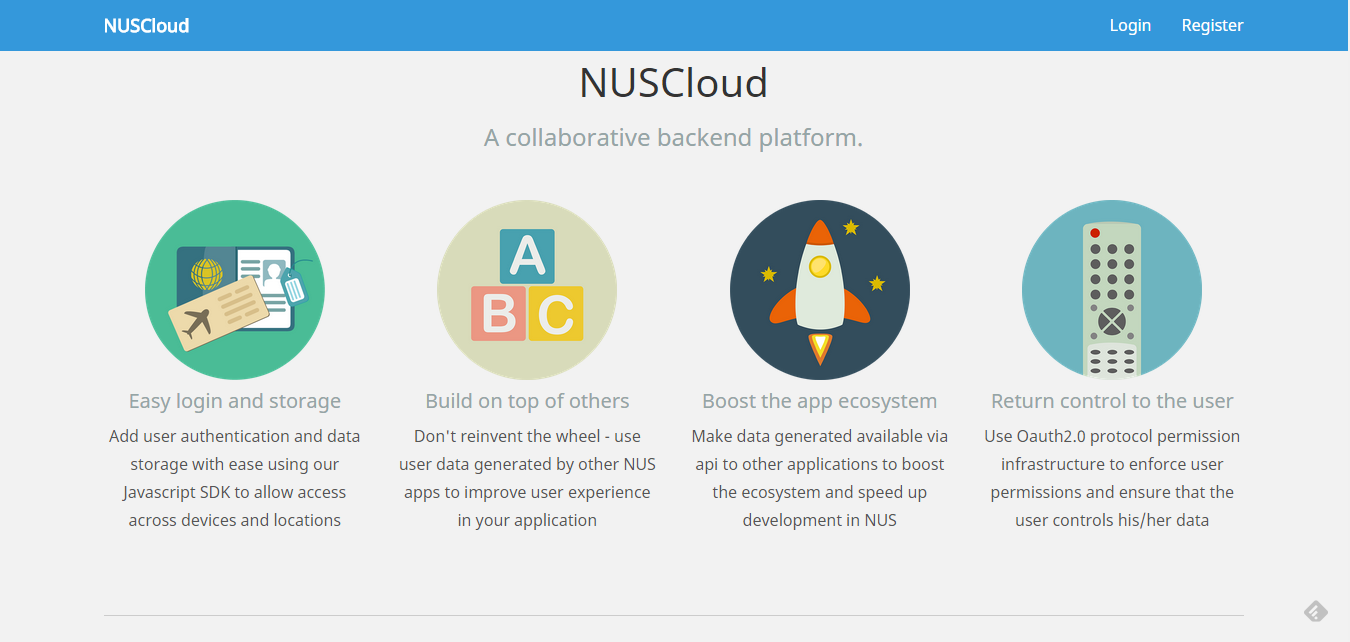 NUSCloud
Login
Register
NUSCloud
A collaborative backend platform.
A
B C
Easy login and storage
Add user authentication and data
storage with ease using our
Javascript SDK to allow access
across devices and locations
Build on top of others
Don't reinvent the wheel - use
user data generated by other NUS
apps to improve user experience
in your application
Boost the app ecosystem
Make data generated available via
api to other applications to boost
the ecosystem and speed up
development in NUS
Return control to the user
Use Oauth2.0 protocol permission
infrastructure to enforce user
permissions and ensure that the
user controls his/her data